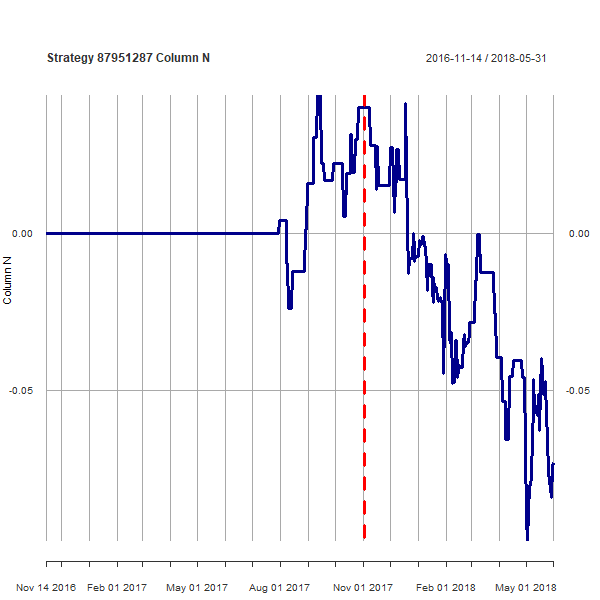 Strategy 87951287 Column N
2016-11-14 / 2018-05-31
0.00
0.00
Column N
-0.05
-0.05
Nov 14 2016
Feb 01 2017
May 01 2017
Aug 01 2017
Nov 01 2017
Feb 01 2018
May 01 2018